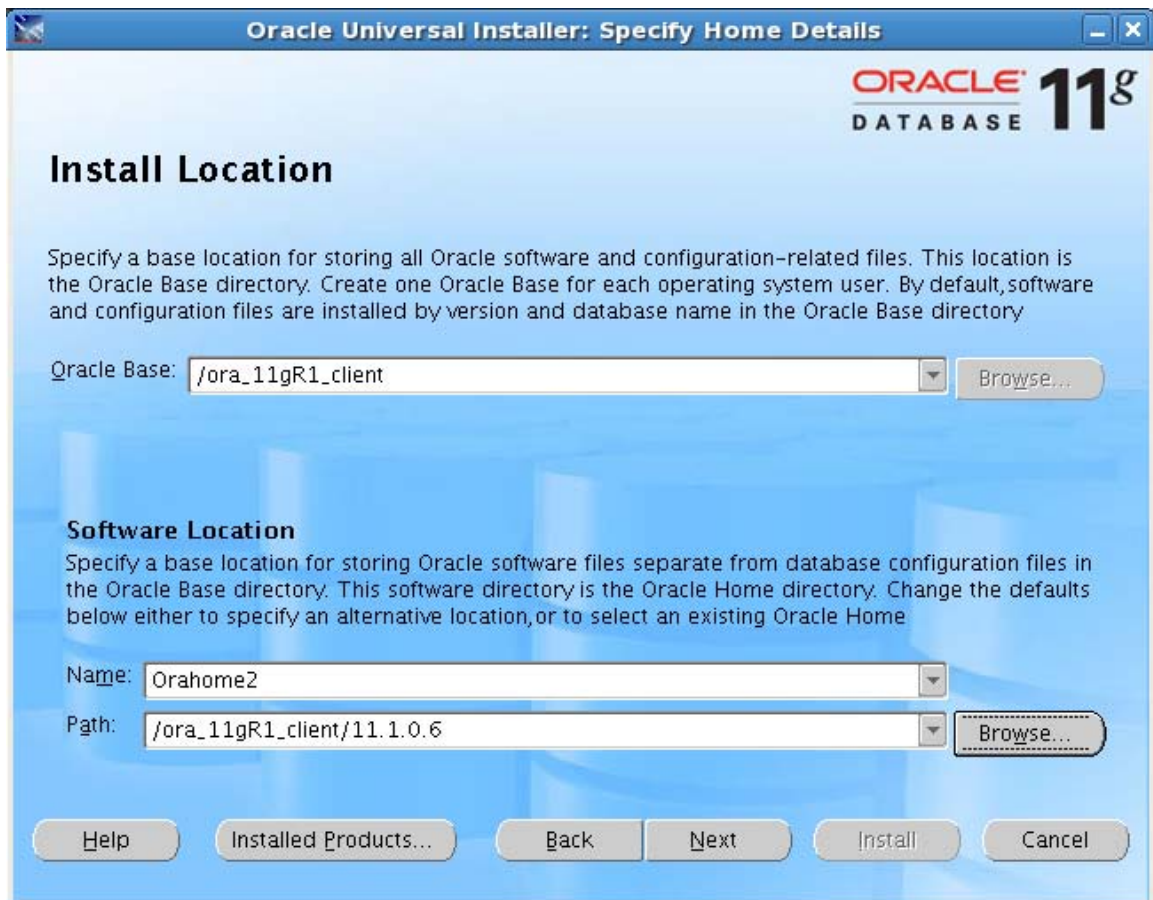 Oracle Universal Installer: Specify Home Details
ORACLE 11g
DATABASE
Install Location
Specify a base location for storing all Oracle software and configuration-related files. This location is
the Oracle Base directory. Create one Oracle Base for each operating system user. By default,software
and configuration files are installed by version and database name in the Oracle Base directory
Oracle Base: /ora_11gR1_client Browse...
Software Location
Specify a base location for storing Oracle software files separate from database configuration files in
the Oracle Base directory. This software directory is the Oracle Home directory. Change the defaults
below either to specify an alternative location,or to select an existing Oracle Home
Name: Orahome2
Path: /ora_11gR1_client/11.1.0.6 Browse...
Help Installed Products... Back Next Install Cancel